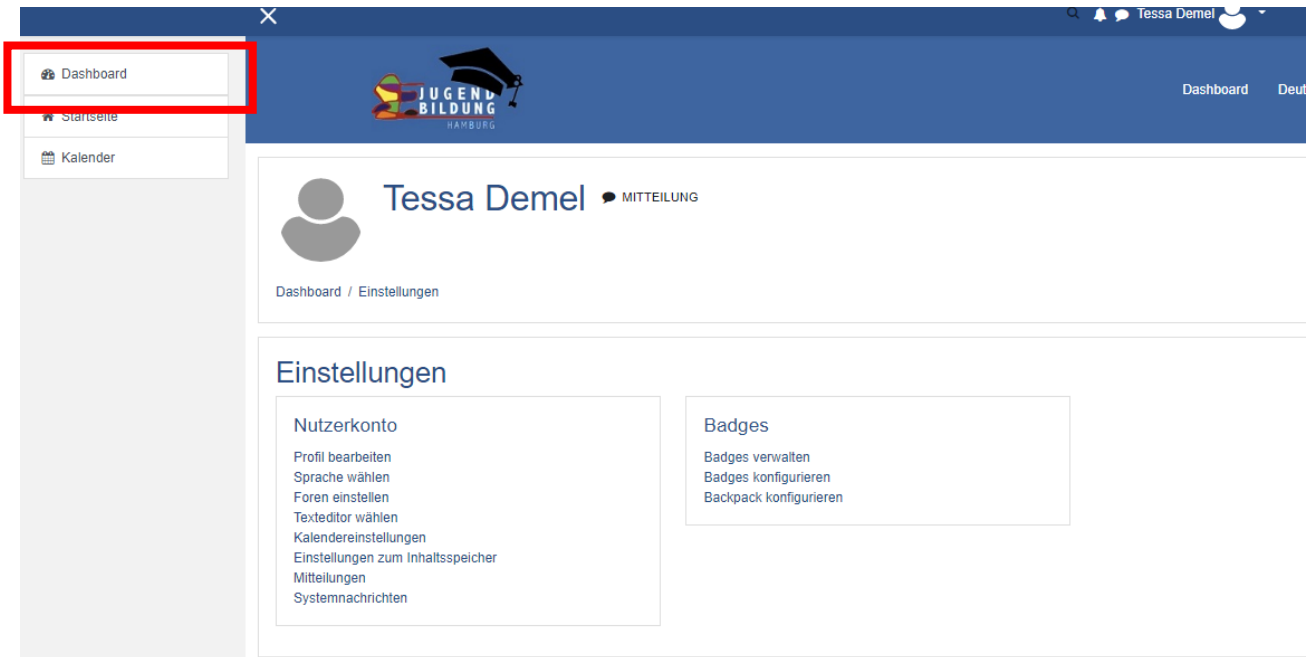 Tessa Demel
Dashboard
Startseite
Kalender
JUGEND
BILDUNG
HAMBURG
Dashboard
Deut
Tessa Demel MITTEILUNG
Dashboard / Einstellungen
Einstellungen
Nutzerkonto
Profil bearbeiten
Sprache wählen
Foren einstellen
Texteditor wählen
Kalendereinstellungen
Einstellungen zum Inhaltsspeicher
Mitteilungen
Systemnachrichten
Badges
Badges verwalten
Badges konfigurieren
Backpack konfigurieren